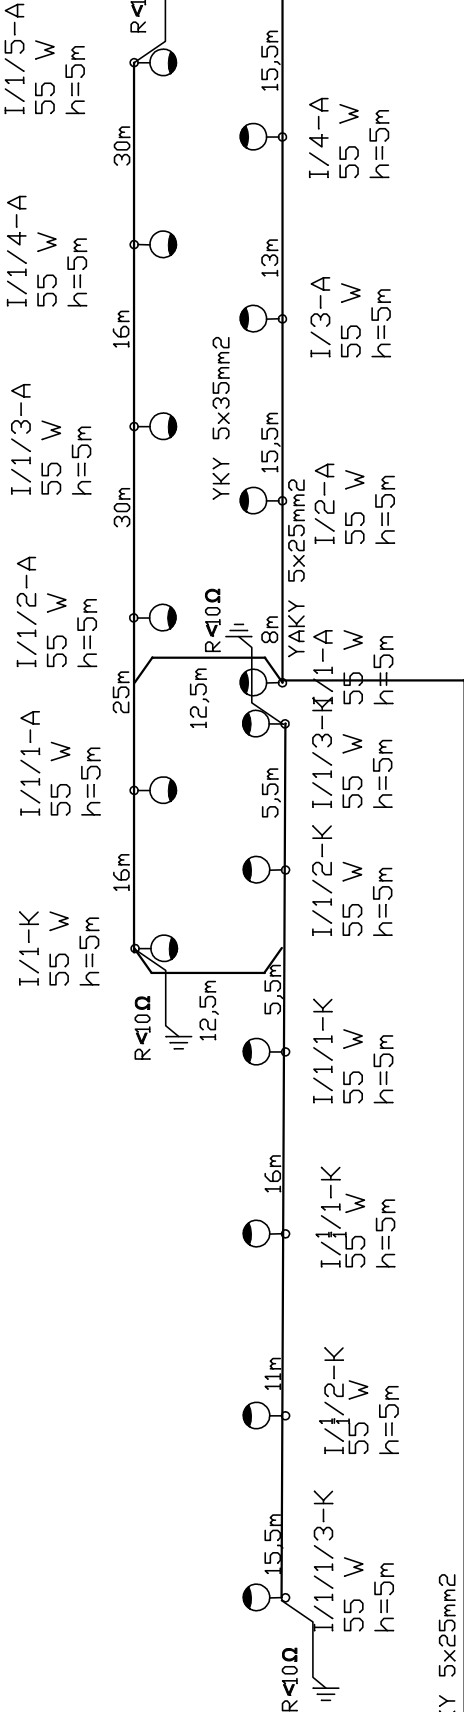 I/1-K
55 W
h=5m
I/1/1-A
55 W
h=5m
I/1/2-A
55 W
h=5m
I/1/3-A
55 W
h=5m
I/1/4-A
55 W
h=5m
I/1/5-A
55 W
h=5m
16m
25m
30m
16m
30m
R<10Ω
R<1
12,5m
12,5m
R<10Ω
YKY 5x35mm2
15,5m
11m
16m
5,5m
5,5m
8m
15,5m
13m
15,5m
YAKY 5x25mm2
R<10Ω
I/1/1/3-K
55 W
h=5m
I/1/1/2-K
55 W
h=5m
I/1/1/1-K
55 W
h=5m
I/1/1-K
55 W
h=5m
I/1/2-K
55 W
h=5m
I/1/3-K
55 W
h=5m
I/1-A
55 W
h=5m
I/2-A
55 W
h=5m
I/3-A
55 W
h=5m
I/4-A
55 W
h=5m
KY 5x25mm2